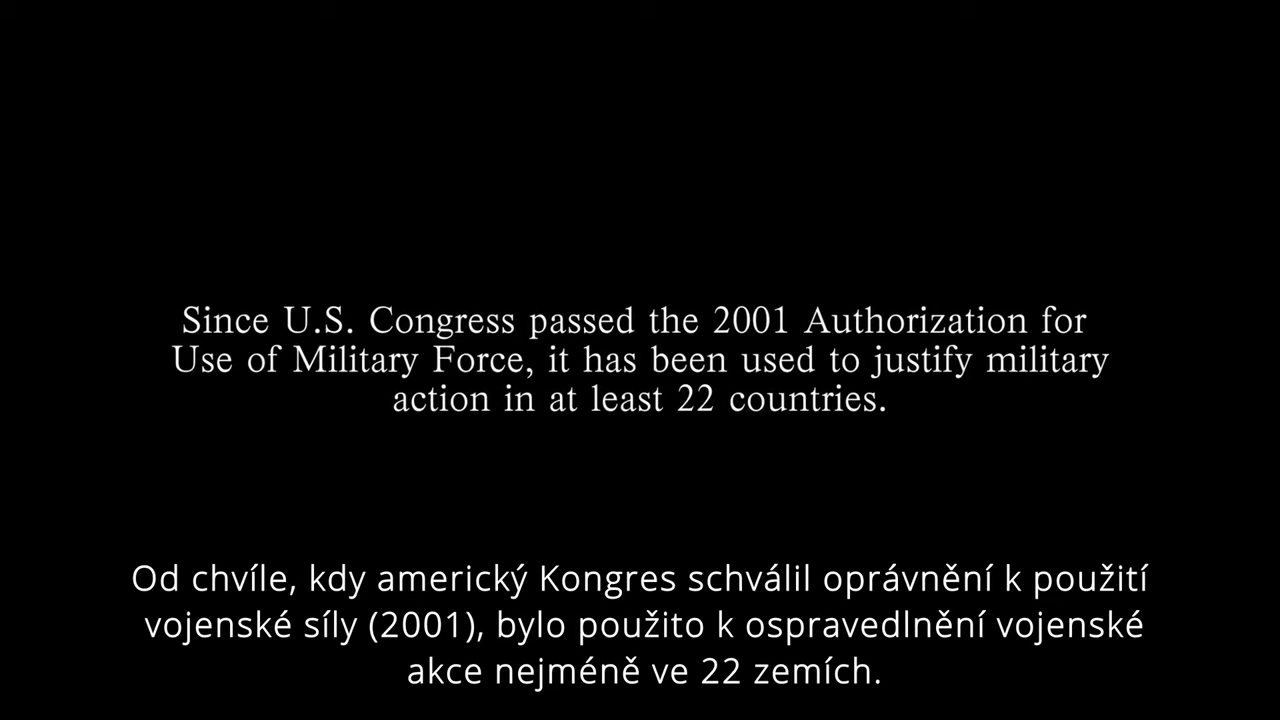 Since U.S. Congress passed the 2001 Authorization for
Use of Military Force, it has been used to justify military
action in at least 22 countries.
Od chvíle, kdy americký Kongres schválil oprávnění k použití
vojenské síly (2001), bylo použito k ospravedlnění vojenské
akce nejméně ve 22 zemích.